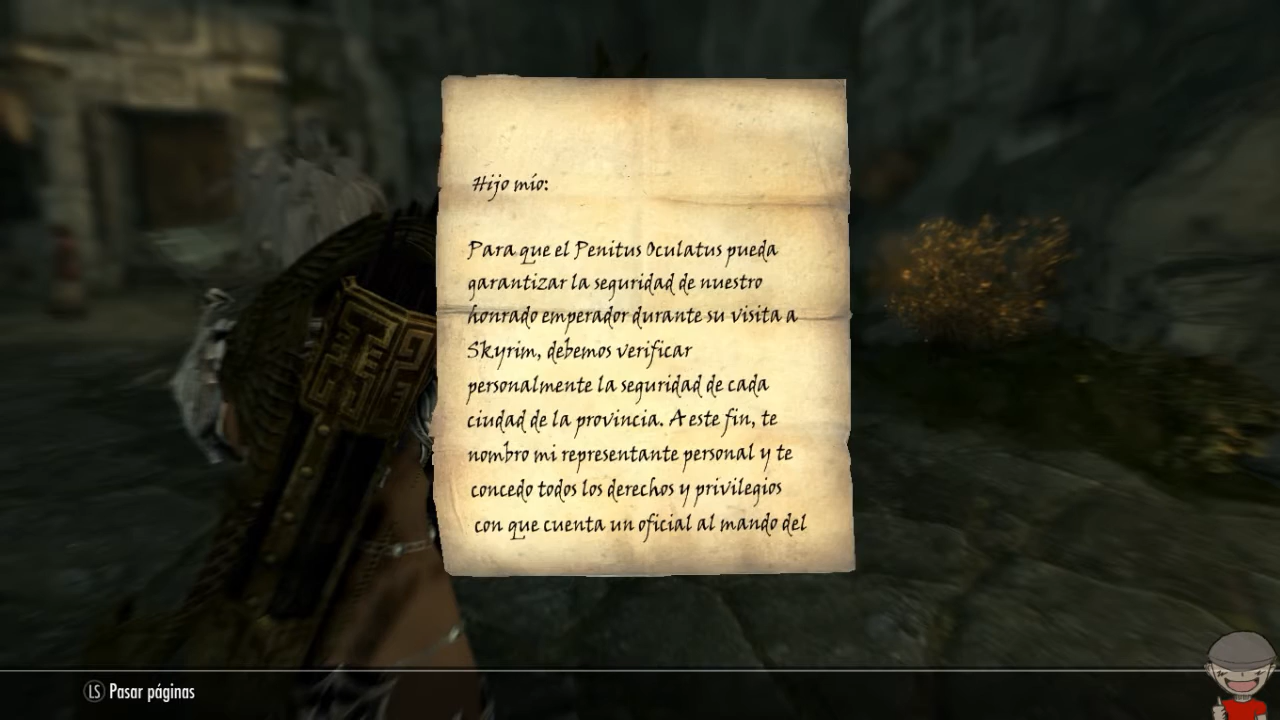 Hijo mío:
Para que el Penitus Oculatus pueda
garantizar la seguridad de nuestro
honrado emperador durante su visita a
Skyrim, debemos verificar
personalmente la seguridad de cada
ciudad de la provincia. A este fin, te
nombro mi representante personal y te
concedo todos los derechos y privilegios
con que cuenta un oficial al mando del
LS Pasar páginas